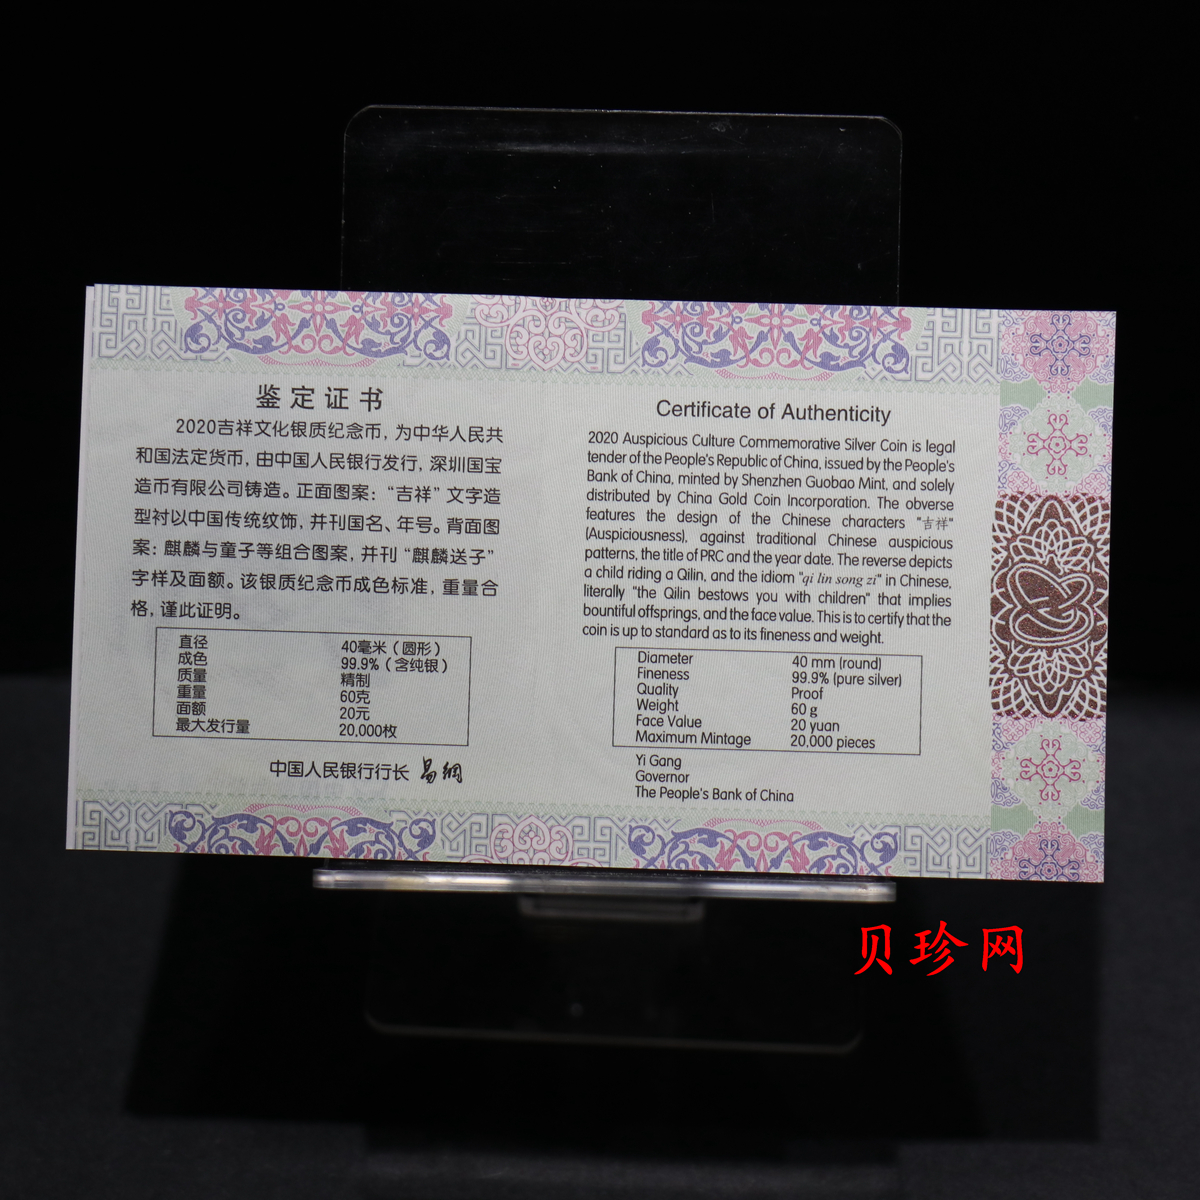 鉴定证书
2020吉祥文化银质纪念币，为中华人民共
和国法定货币，由中国人民银行发行，深圳国宝
造币有限公司铸造。正面图案：“吉祥”文字造
型衬以中国传统纹饰，并刊国名、年号。背面图
案：麒麟与童子等组合图案，并刊“麒麟送子”
字样及面额。该银质纪念币成色标准，重量合
格，谨此证明。
直径 40毫米（圆形）
成色 99.9%（含纯银）
质量 精制
重量 60克
面额 20元
最大发行量 20,000枚
中国人民银行行长 易纲
Certificate of Authenticity
2020 Auspicious Culture Commemorative Silver Coin is legal
tender of the People's Republic of China, issued by the People's
Bank of China, minted by Shenzhen Guobao Mint, and solely
distributed by China Gold Coin Incorporation. The obverse
features the design of the Chinese characters "吉祥"
(Auspiciousness), against traditional Chinese auspicious
patterns, the title of PRC and the year date. The reverse depicts
a child riding a Qilin, and the idiom "qi lin song zi" in Chinese,
literally "the Qilin bestows you with children" that implies
bountiful offsprings, and the face value. This is to certify that the
coin is up to standard as to its fineness and weight.
Diameter 40 mm (round)
Fineness 99.9% (pure silver)
Quality Proof
Weight 60 g
Face Value 20 yuan
Maximum Mintage 20,000 pieces
Yi Gang
Governor
The People's Bank of China
贝珍网